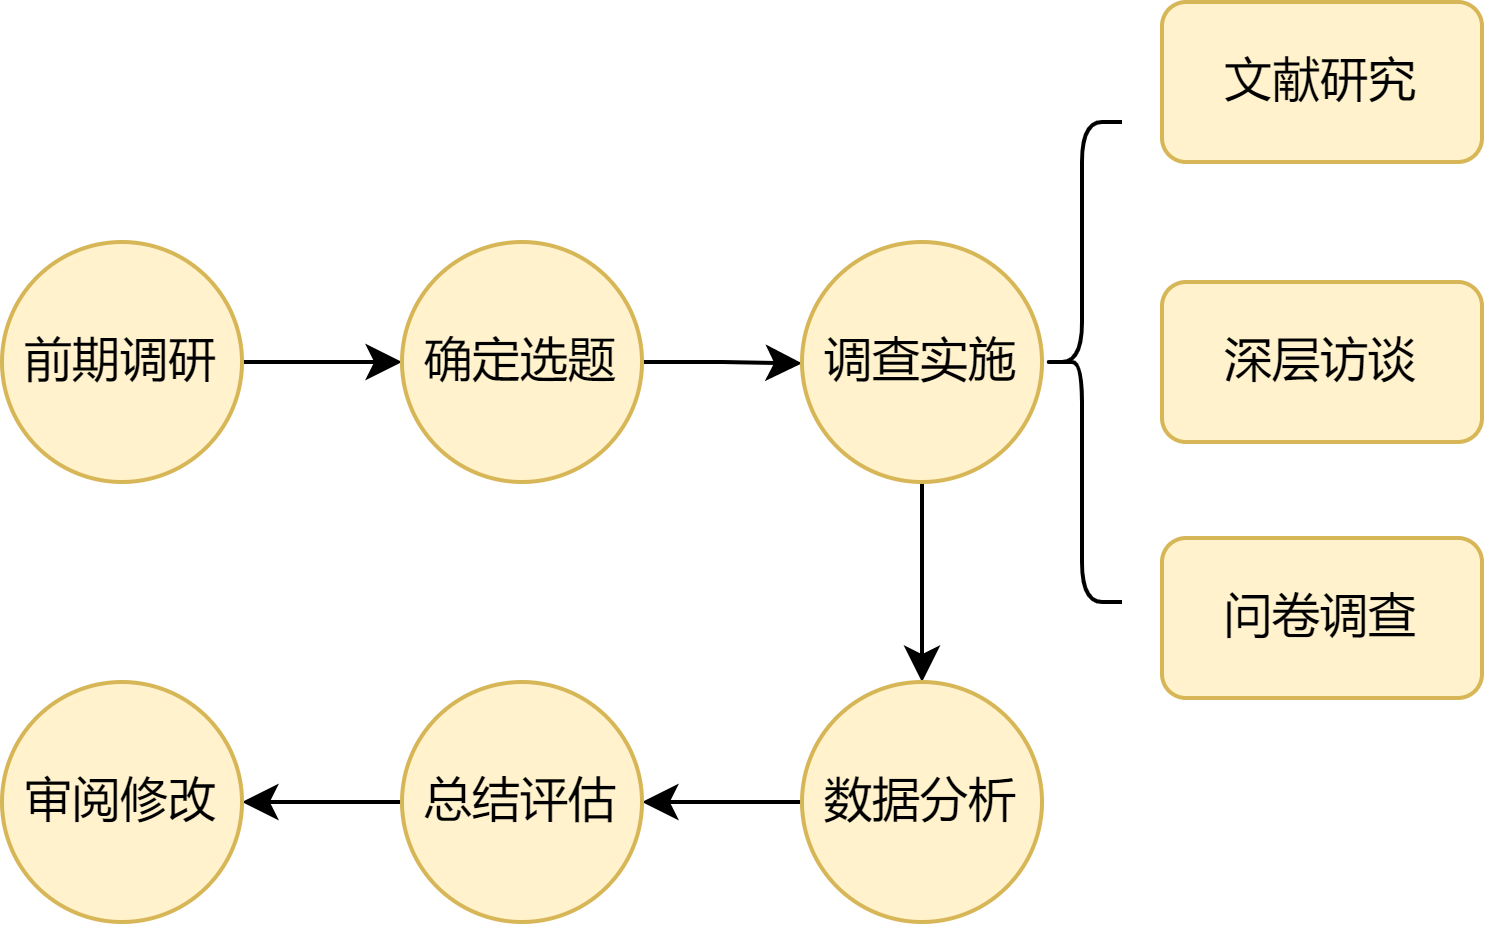 文献研究
前期调研
确定选题
调查实施
深层访谈
问卷调查
审阅修改
总结评估
数据分析